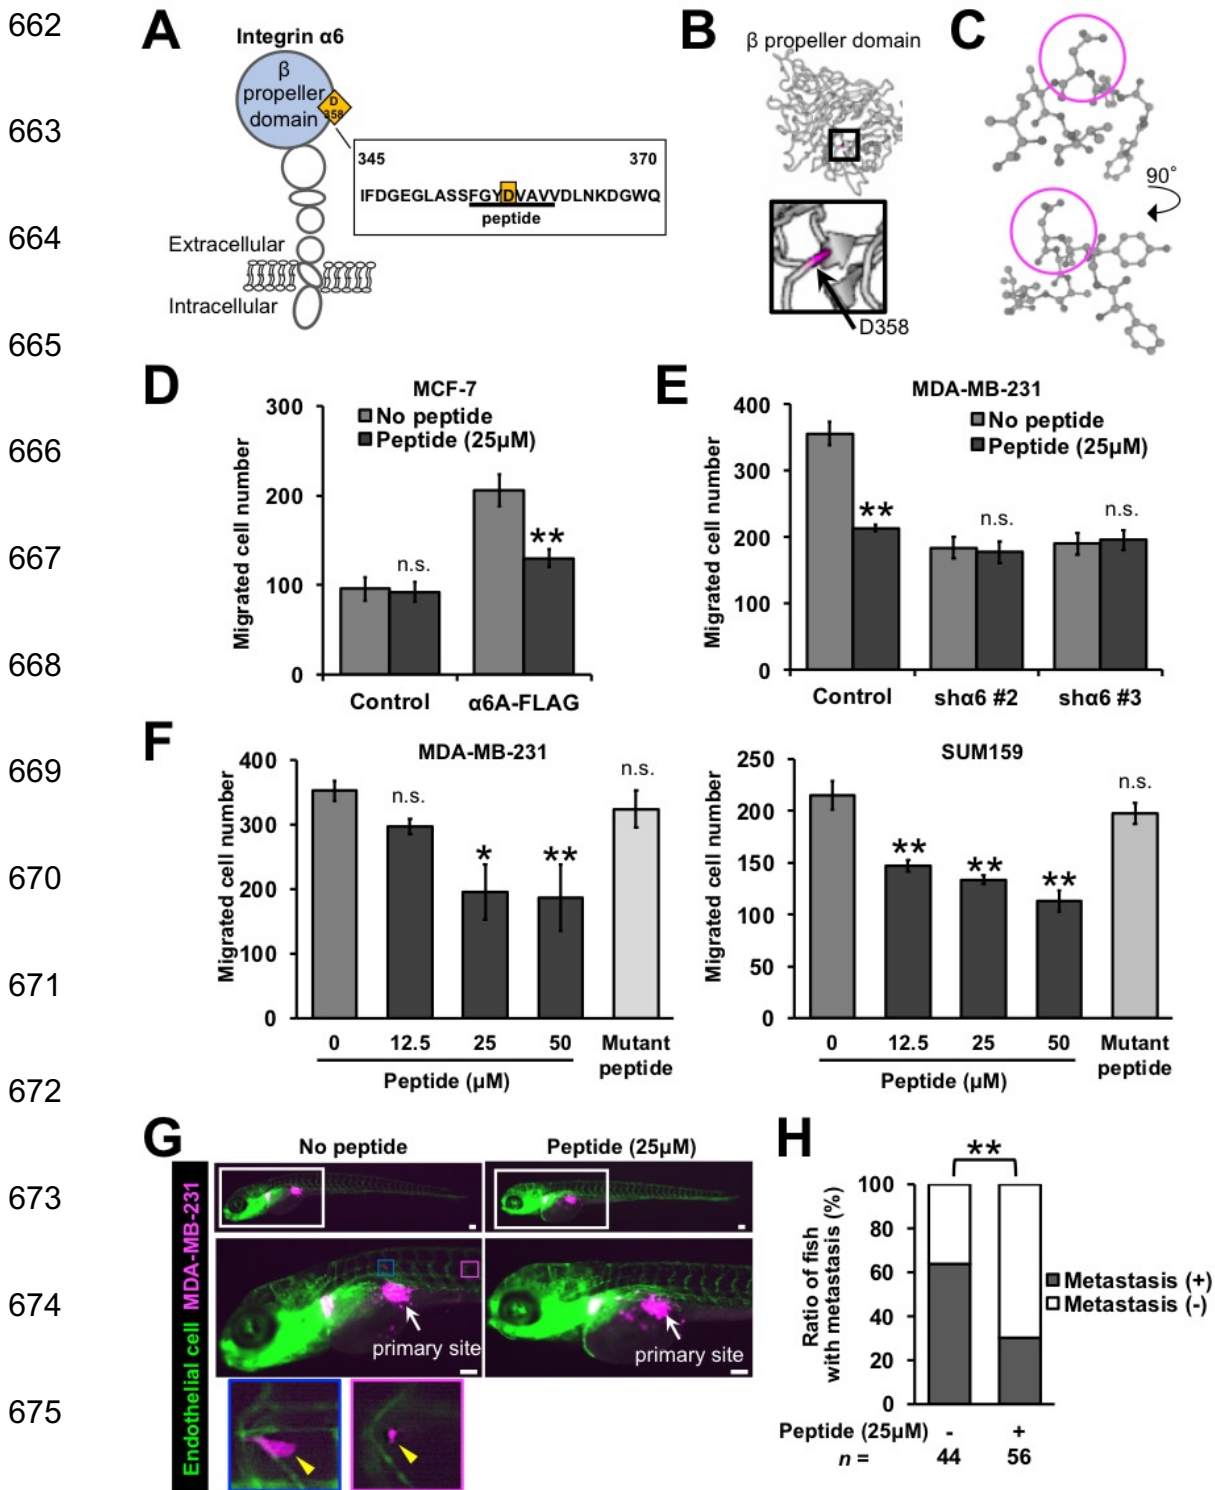 662
663
664
665
666
667
668
669
670
671
672
673
674
675
A
Integrin α6
β
propeller
domain
D
358
345 370
IFDGEGLASSFGYDVAVVDLNKDGWQ
peptide
Extracellular
Intracellular
B
β propeller domain
D358
C
90°
D
MCF-7
No peptide
Peptide (25μM)
Migrated cell number
300
200
100
0
n.s.
**
Control α6A-FLAG
E
MDA-MB-231
No peptide
Peptide (25μM)
Migrated cell number
400
300
200
100
0
**
n.s.
n.s.
Control shα6 #2 shα6 #3
F
MDA-MB-231
Migrated cell number
400
300
200
100
0
n.s.
*
**
n.s.
0 12.5 25 50 Mutant
peptide
Peptide (μM)
SUM159
Migrated cell number
250
200
150
100
50
0
**
**
**
n.s.
0 12.5 25 50 Mutant
peptide
Peptide (μM)
G
No peptide
Peptide (25μM)
Endothelial cell MDA-MB-231
primary site
primary site
H
**
Ratio of fish
with metastasis (%)
100
80
60
40
20
0
Metastasis (+)
Metastasis (-)
Peptide (25μM) - +
n = 44 56